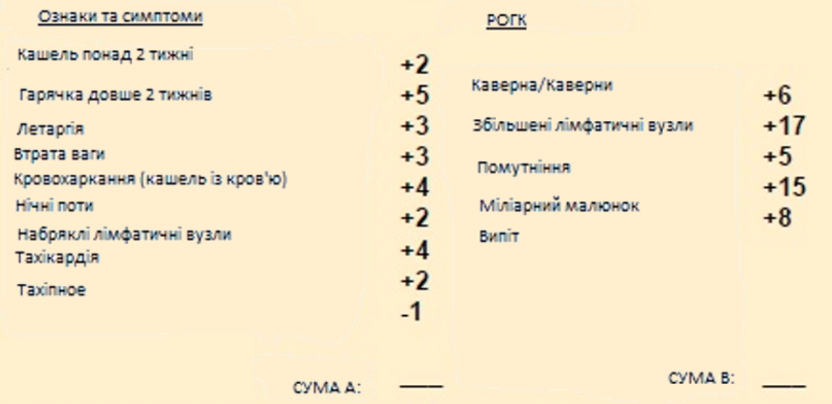 Ознаки та симптоми
Кашель понад 2 тижні +2
Гарячка довше 2 тижнів +5
Летаргія +3
Втрата ваги +3
Кровохаркання (кашель із кров'ю) +4
Нічні поти +2
Набряклі лімфатичні вузли +4
Тахікардія +2
Тахіпное -1
СУМА А: ____
РОГК
Каверна/Каверни +6
Збільшені лімфатичні вузли +17
Помутніння +5
Міліарний малюнок +15
Випіт +8
СУМА В: ____